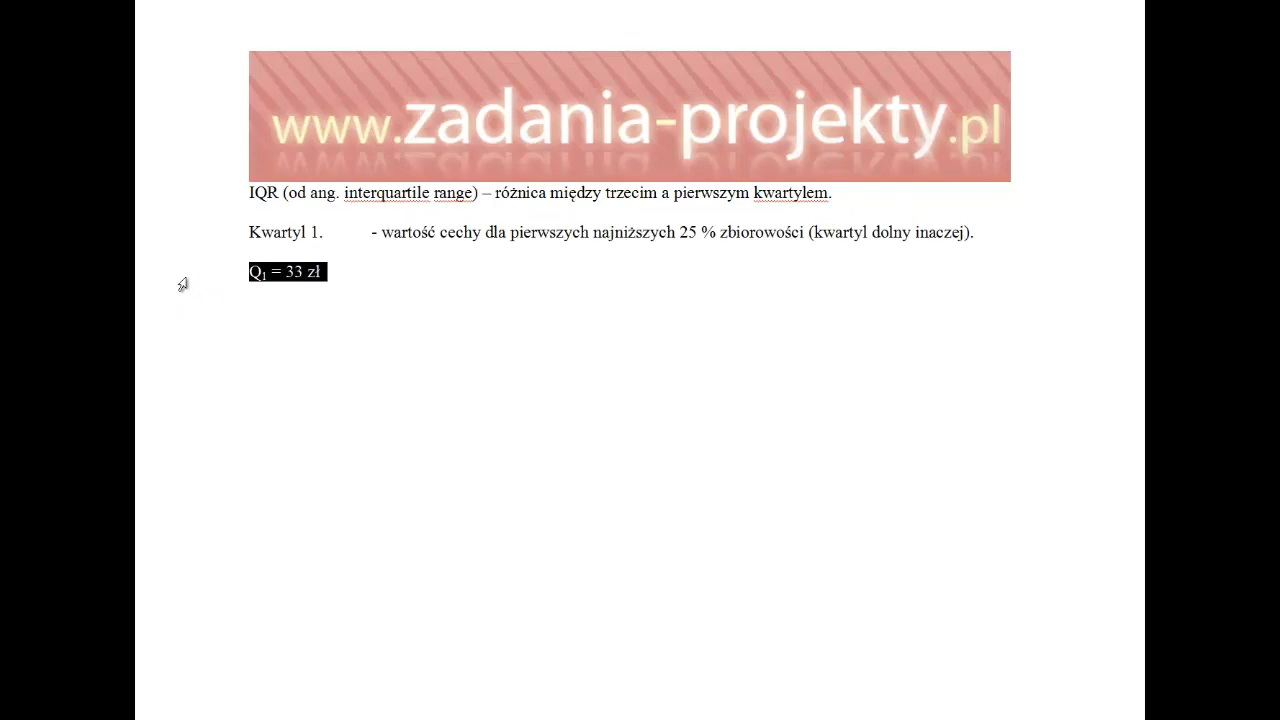 www.zadania-projekty.pl
IQR (od ang. interquartile range) – różnica między trzecim a pierwszym kwartylem.
Kwartyl 1. - wartość cechy dla pierwszych najniższych 25 % zbiorowości (kwartyl dolny inaczej).
Q₁ = 33 zł